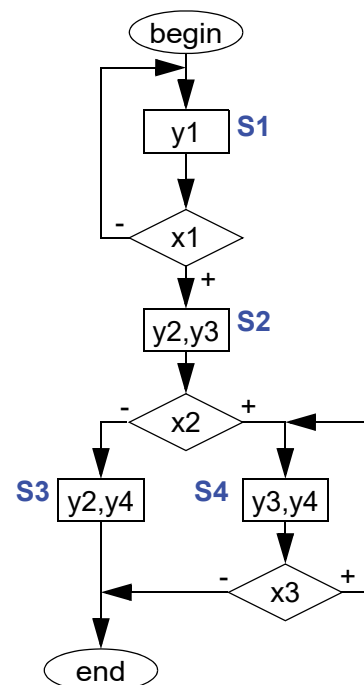 begin
y1 S1
- x1
+
y2,y3 S2
- x2 +
S3 y2,y4 S4 y3,y4
- x3 +
end